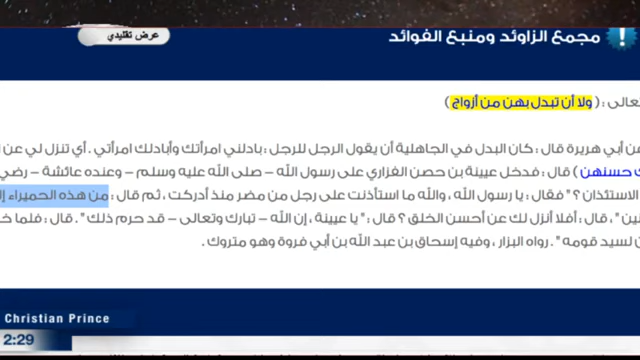 مجمع الزاوئد ومنبع الفوائد
عرض تقليدي
عالى : ( ولا أن تبدل بهن من أزواج )
أبي هريرة قال : كان البدل في الجاهلية أن يقول الرجل للرجل : بادلني امرأتك وأبادلك امرأتي . أي تنزل لي عن
حسنهن ) قال : فدخل عيينة بن حصن الفزاري على رسول الله - صلى الله عليه وسلم - وعنده عائشة - رضي
الاستئذان ؟ " فقال : يا رسول الله ، والله ما استأذنت على رجل من مضر منذ أدركت ، ثم قال : من هذه الحميراء
" ، قال : أفلا أنزل لك عن أحسن الخلق ؟ قال : " يا عيينة ، إن الله - تبارك وتعالى - قد حرم ذلك " . قال : فلما
لسيد قومه " . رواه البزار ، وفيه إسحاق بن عبد الله بن أبي فروة وهو متروك .
Christian Prince
2:29